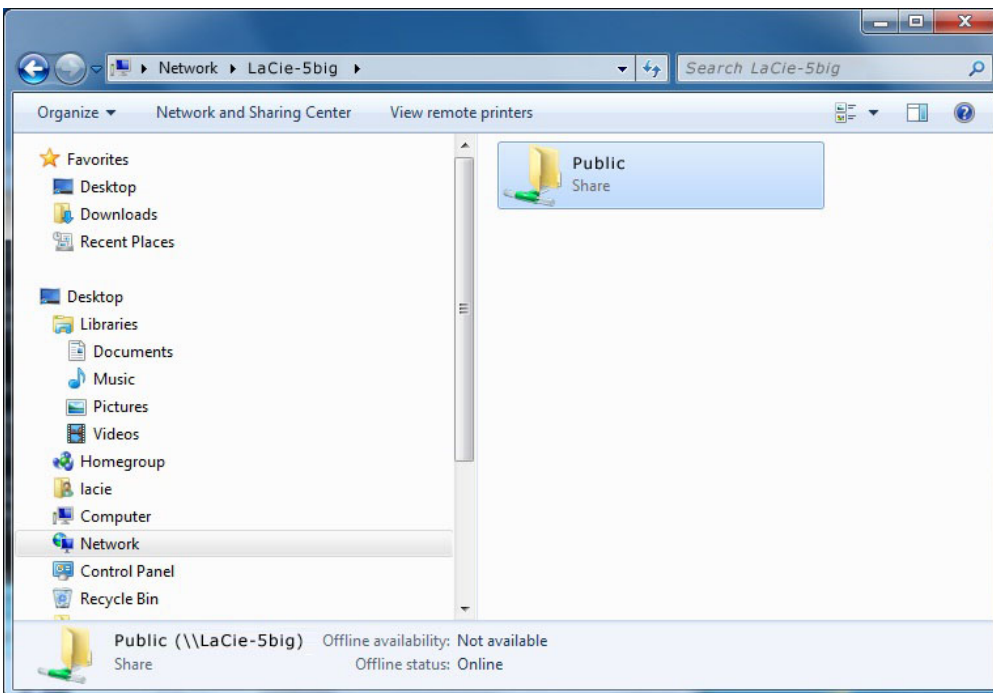 Network LaCie-5big Search LaCie-5big
Organize Network and Sharing Center View remote printers
Favorites
Desktop
Downloads
Recent Places
Desktop
Libraries
Documents
Music
Pictures
Videos
Homegroup
lacie
Computer
Network
Control Panel
Recycle Bin
Public
Share
Public (\\LaCie-5big) Offline availability: Not available
Share Offline status: Online